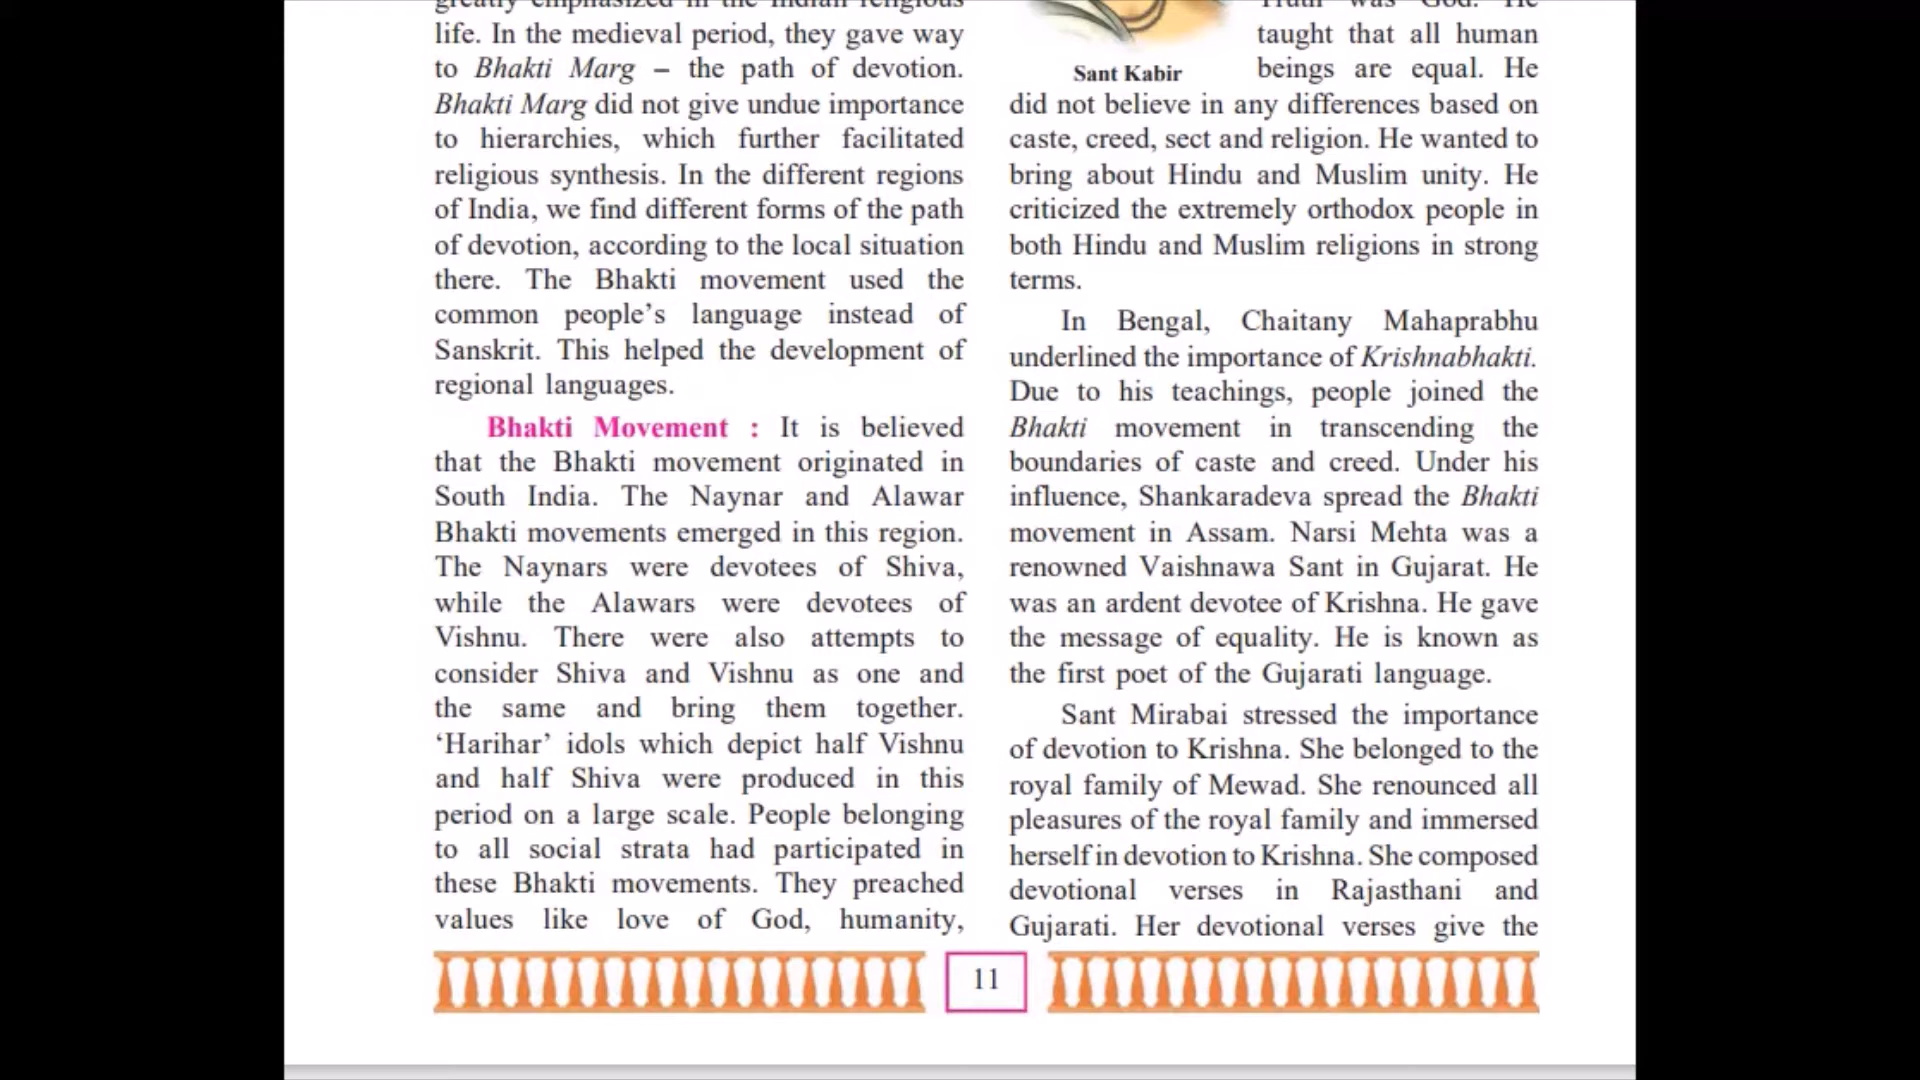 greatly emphasized in the Indian religious
life. In the medieval period, they gave way
to Bhakti Marg – the path of devotion.
Bhakti Marg did not give undue importance
to hierarchies, which further facilitated
religious synthesis. In the different regions
of India, we find different forms of the path
of devotion, according to the local situation
there. The Bhakti movement used the
common people’s language instead of
Sanskrit. This helped the development of
regional languages.
Bhakti Movement : It is believed
that the Bhakti movement originated in
South India. The Naynar and Alawar
Bhakti movements emerged in this region.
The Naynars were devotees of Shiva,
while the Alawars were devotees of
Vishnu. There were also attempts to
consider Shiva and Vishnu as one and
the same and bring them together.
‘Harihar’ idols which depict half Vishnu
and half Shiva were produced in this
period on a large scale. People belonging
to all social strata had participated in
these Bhakti movements. They preached
values like love of God, humanity,
Truth was God. He
taught that all human
Sant Kabir
beings are equal. He
did not believe in any differences based on
caste, creed, sect and religion. He wanted to
bring about Hindu and Muslim unity. He
criticized the extremely orthodox people in
both Hindu and Muslim religions in strong
terms.
In Bengal, Chaitany Mahaprabhu
underlined the importance of Krishnabhakti.
Due to his teachings, people joined the
Bhakti movement in transcending the
boundaries of caste and creed. Under his
influence, Shankaradeva spread the Bhakti
movement in Assam. Narsi Mehta was a
renowned Vaishnawa Sant in Gujarat. He
was an ardent devotee of Krishna. He gave
the message of equality. He is known as
the first poet of the Gujarati language.
Sant Mirabai stressed the importance
of devotion to Krishna. She belonged to the
royal family of Mewad. She renounced all
pleasures of the royal family and immersed
herself in devotion to Krishna. She composed
devotional verses in Rajasthani and
Gujarati. Her devotional verses give the
11